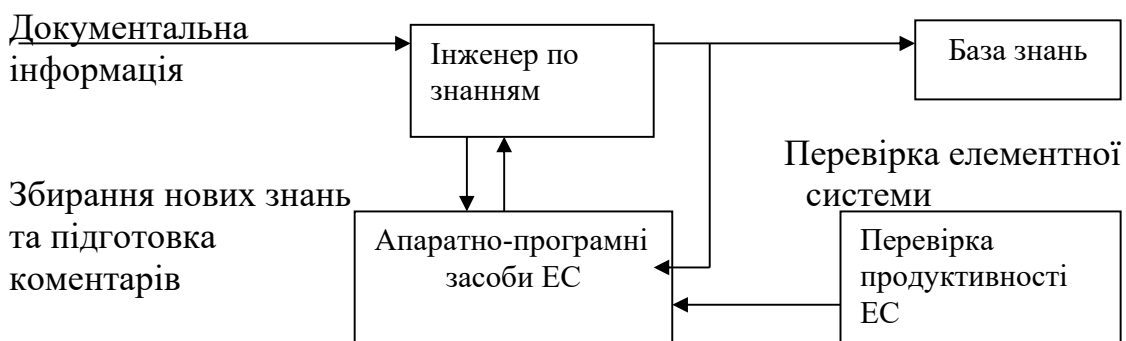 Документальна
інформація
Інженер по
знанням
База знань
Збирання нових знань
та підготовка
коментарів
Перевірка елементної
системи
Апаратно-програмні
засоби ЕС
Перевірка
продуктивності
ЕС